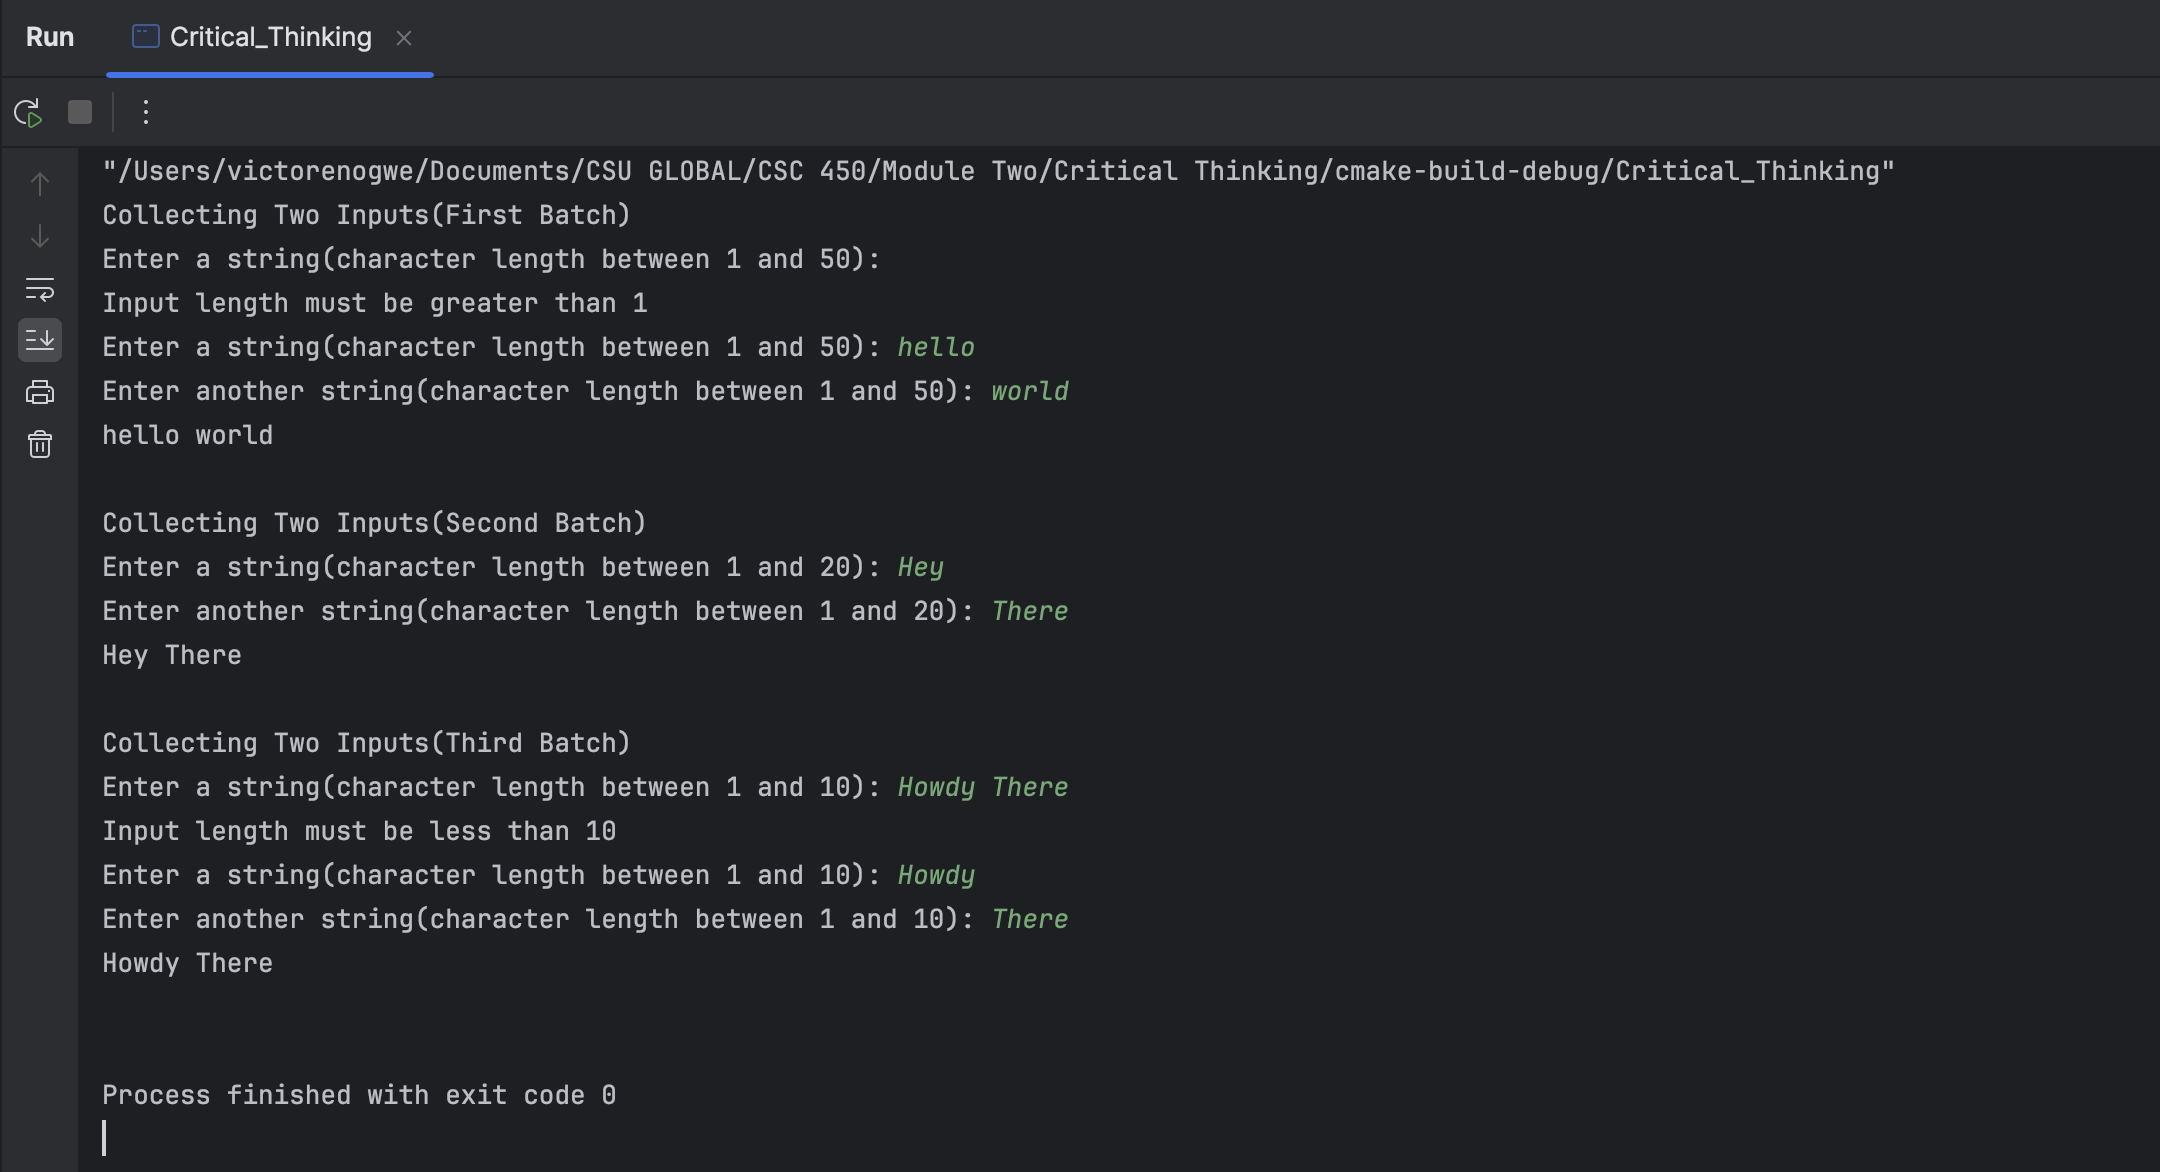 Run
Critical_Thinking
"/Users/victorenogwe/Documents/CSU GLOBAL/CSC 450/Module Two/Critical Thinking/cmake-build-debug/Critical_Thinking"
Collecting Two Inputs(First Batch)
Enter a string(character length between 1 and 50):
Input length must be greater than 1
Enter a string(character length between 1 and 50): hello
Enter another string(character length between 1 and 50): world
hello world
Collecting Two Inputs(Second Batch)
Enter a string(character length between 1 and 20): Hey
Enter another string(character length between 1 and 20): There
Hey There
Collecting Two Inputs(Third Batch)
Enter a string(character length between 1 and 10): Howdy There
Input length must be less than 10
Enter a string(character length between 1 and 10): Howdy
Enter another string(character length between 1 and 10): There
Howdy There
Process finished with exit code 0